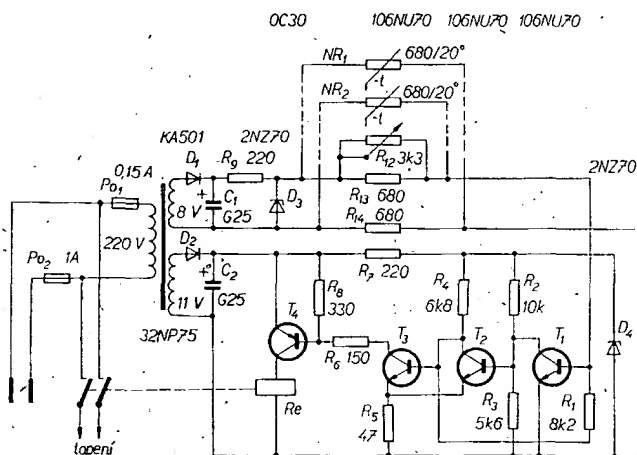 0C30 106NU70 106NU70 106NU70
NR1 680/20°
-t
NR2 680/20°
-t
KA501 2NZ70 R12 3k3 2NZ70
D1 R9 220
0,15 A
Po1
8 V + C1 G25 D3 R13 680
R14 680
220 V
D2
Po2 1A
11 V + C2 G25
R7 220
R8 330
R4 6k8
R2 10k
32NP75
T4
R6 150
T3 T2 T1 D4
Re
R5 47
R3 5k6
R1 8k2
topení